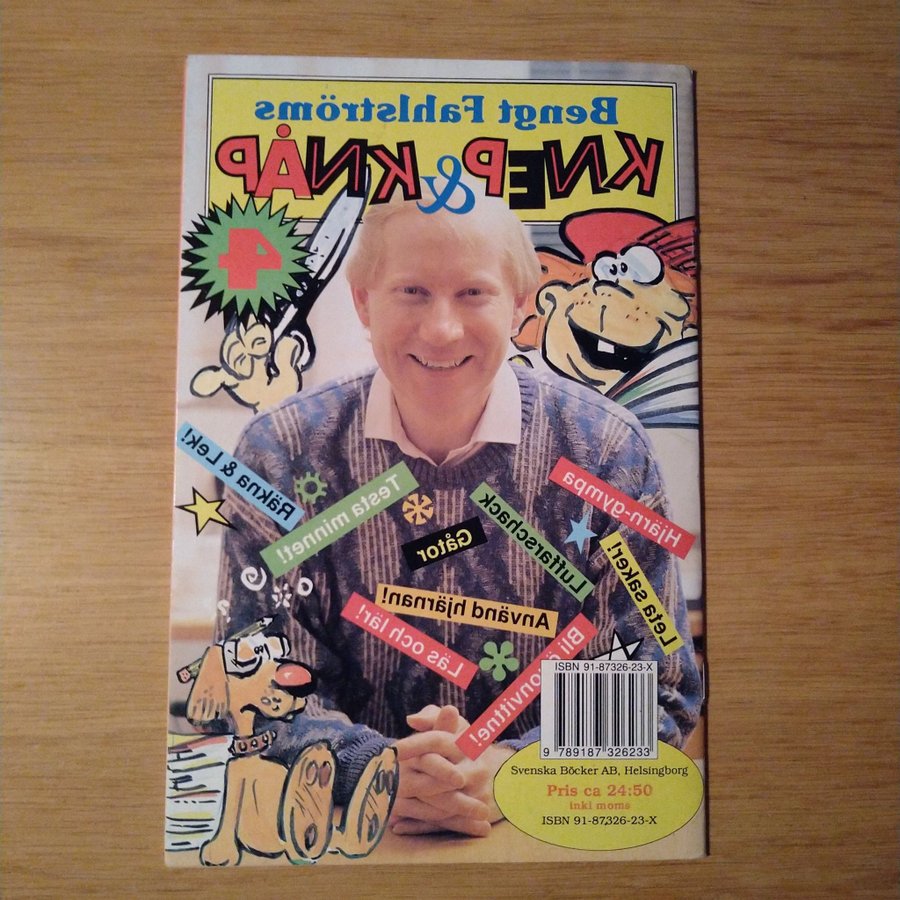 Bengt Fahlströms
KNEP & KNÅP
4
Räkna & Lek!
Testa minnet!
Hjärn-gympa
Luffarschack
Gåtor
Leta saker!
Använd hjärnan!
Läs och lär!
Bli
onvittne!
ISBN 91-87326-23-X
9 789187 326233
Svenska Böcker AB, Helsingborg
Pris ca 24:50
inkl moms
ISBN 91-87326-23-X